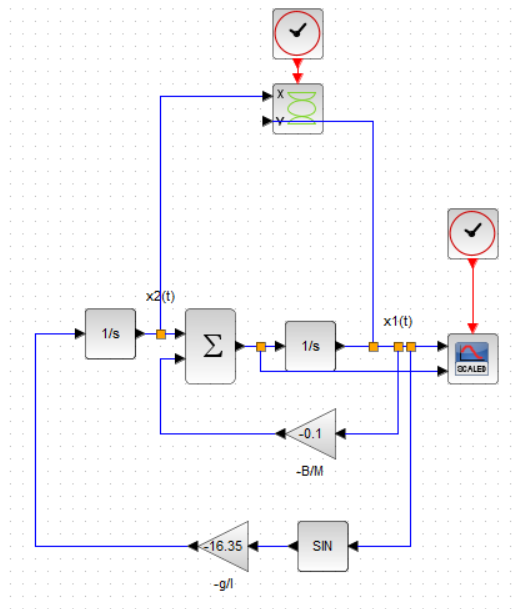 X
Y
x2(t)
x1(t)
1/s
Σ
1/s
SCALED
-0.1
-B/M
-16.35
SIN
-g/l